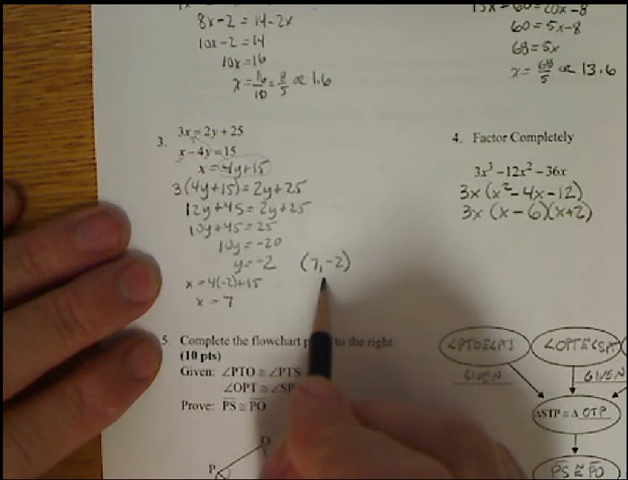 8x-2 = 14-2x
10x-2 = 14
10x = 16
x = 16/10 = 8/5 or 1.6
60 = 5x-8
68 = 5x
x = 68/5 or 13.6
3.
3x = 2y + 25
x - 4y = 15
x = 4y+15
3(4y+15) = 2y+25
12y+45 = 2y+25
10y+45 = 25
10y = -20
y = -2
(7, -2)
x = 4(-2)+15
x = 7
4. Factor Completely
3x³ -12x² -36x
3x(x²-4x-12)
3x(x-6)(x+2)
5. Complete the flowchart to the right:
(10 pts)
Given: ∠PTO ≅ ∠PTS
∠OPT ≅
Prove: PS ≅ PO
P
∠PTO≅∠PTS
GIVEN
∠OPT≅
GIVEN
ΔSTP ≅ Δ OTP
PS ≅ PO